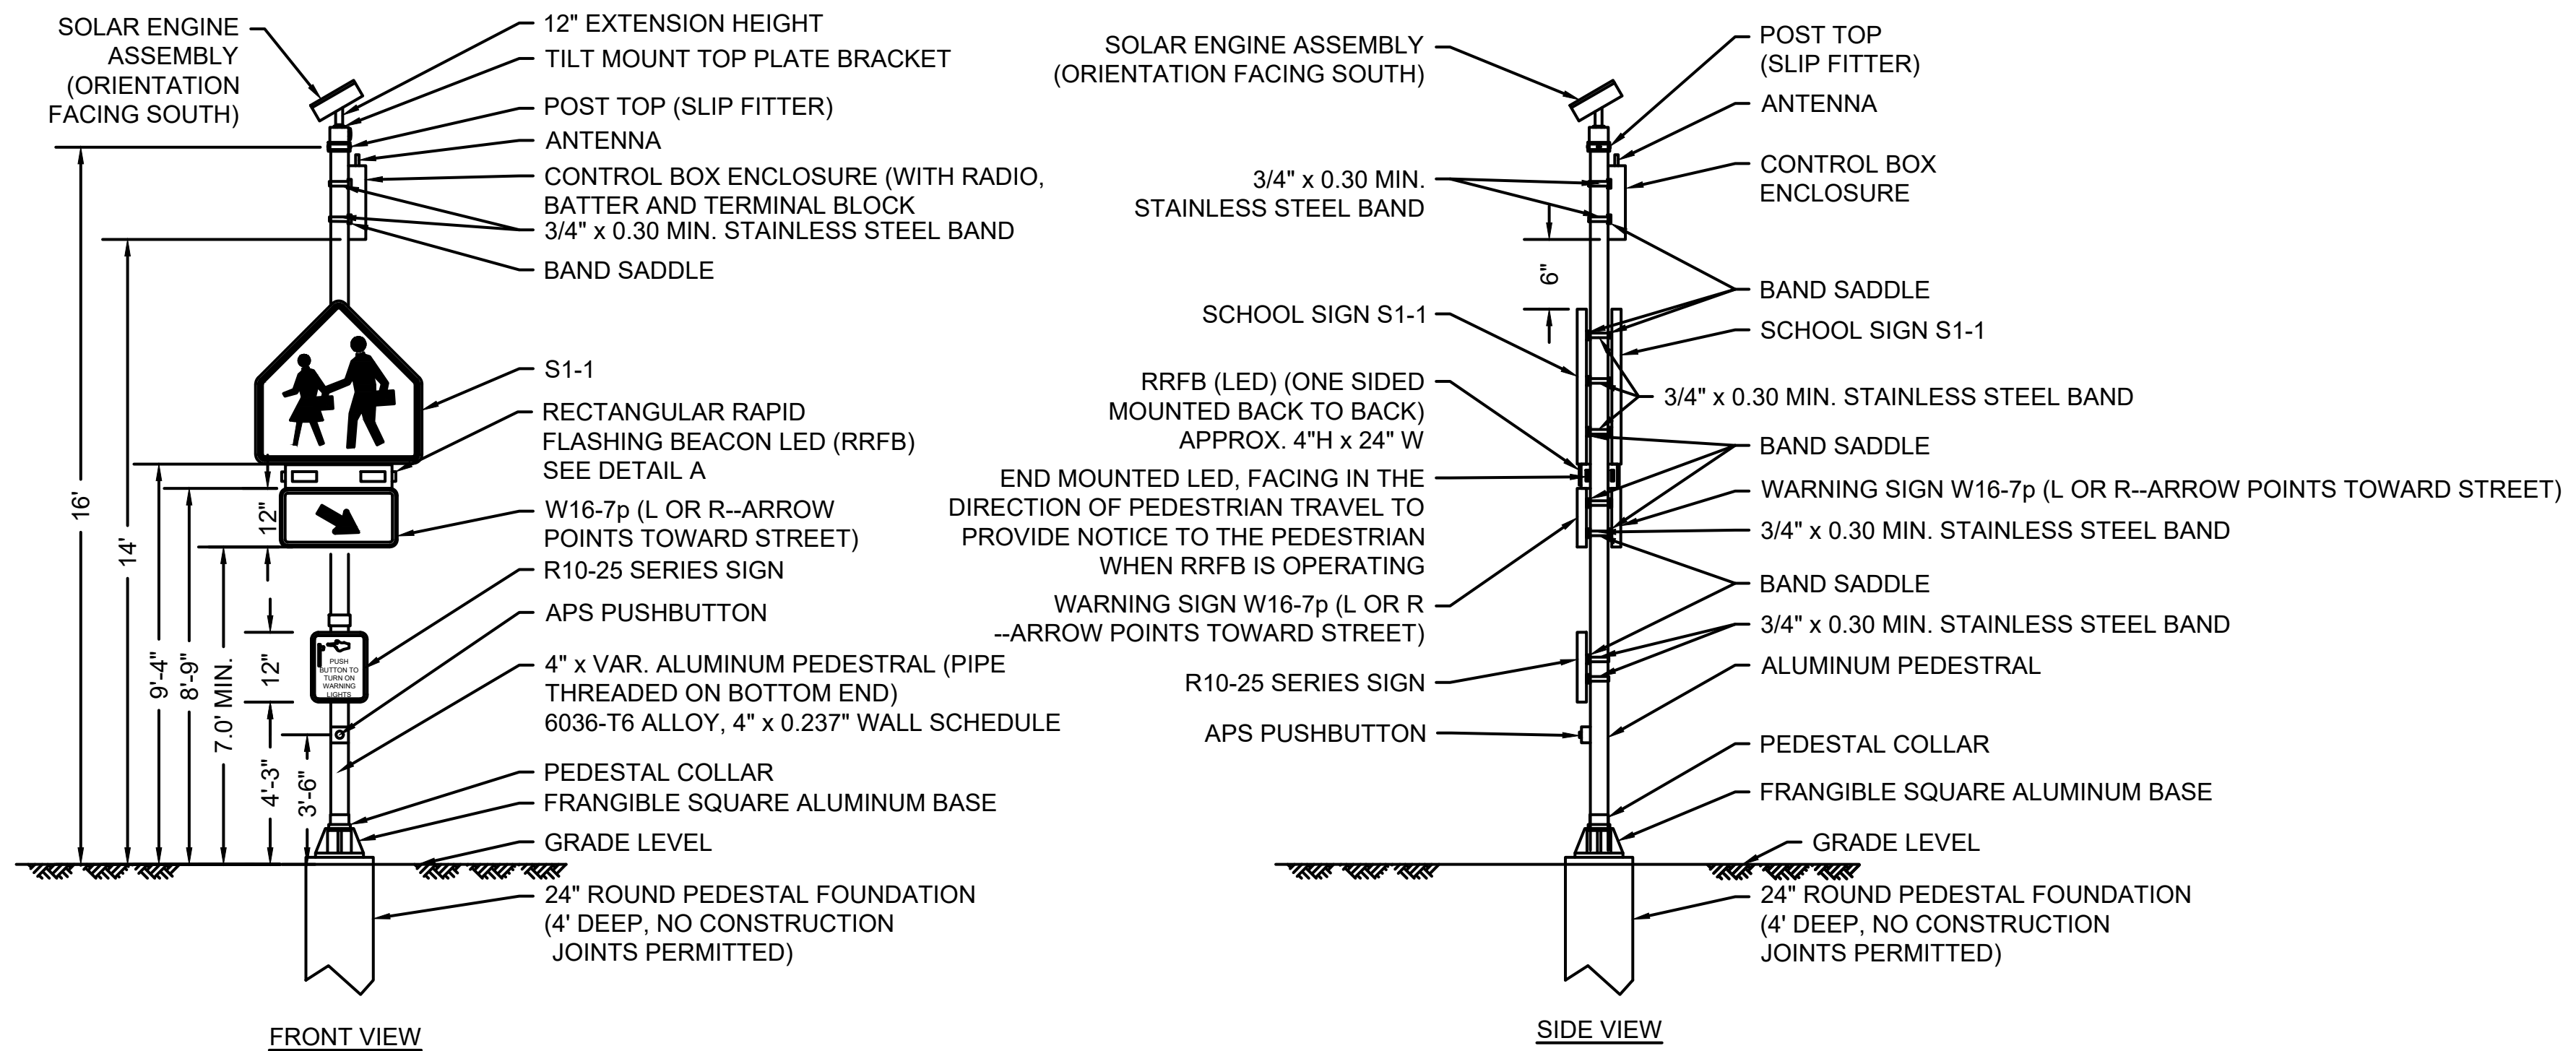 SOLAR ENGINE
ASSEMBLY
(ORIENTATION
FACING SOUTH)
12" EXTENSION HEIGHT
TILT MOUNT TOP PLATE BRACKET
POST TOP (SLIP FITTER)
ANTENNA
CONTROL BOX ENCLOSURE (WITH RADIO,
BATTER AND TERMINAL BLOCK
3/4" x 0.30 MIN. STAINLESS STEEL BAND
BAND SADDLE
S1-1
RECTANGULAR RAPID
FLASHING BEACON LED (RRFB)
SEE DETAIL A
W16-7p (L OR R--ARROW
POINTS TOWARD STREET)
R10-25 SERIES SIGN
APS PUSHBUTTON
4" x VAR. ALUMINUM PEDESTRAL (PIPE
THREADED ON BOTTOM END)
6036-T6 ALLOY, 4" x 0.237" WALL SCHEDULE
PEDESTAL COLLAR
FRANGIBLE SQUARE ALUMINUM BASE
GRADE LEVEL
24" ROUND PEDESTAL FOUNDATION
(4' DEEP, NO CONSTRUCTION
JOINTS PERMITTED)
16'
14'
9'-4"
8'-9"
7.0' MIN.
12"
12"
4'-3"
3'-6"
PUSH
BUTTON TO
TURN ON
WARNING
LIGHTS
FRONT VIEW
SOLAR ENGINE ASSEMBLY
(ORIENTATION FACING SOUTH)
3/4" x 0.30 MIN.
STAINLESS STEEL BAND
6"
SCHOOL SIGN S1-1
RRFB (LED) (ONE SIDED
MOUNTED BACK TO BACK)
APPROX. 4"H x 24" W
END MOUNTED LED, FACING IN THE
DIRECTION OF PEDESTRIAN TRAVEL TO
PROVIDE NOTICE TO THE PEDESTRIAN
WHEN RRFB IS OPERATING
WARNING SIGN W16-7p (L OR R
--ARROW POINTS TOWARD STREET)
R10-25 SERIES SIGN
APS PUSHBUTTON
POST TOP
(SLIP FITTER)
ANTENNA
CONTROL BOX
ENCLOSURE
BAND SADDLE
SCHOOL SIGN S1-1
3/4" x 0.30 MIN. STAINLESS STEEL BAND
BAND SADDLE
WARNING SIGN W16-7p (L OR R--ARROW POINTS TOWARD STREET)
3/4" x 0.30 MIN. STAINLESS STEEL BAND
BAND SADDLE
3/4" x 0.30 MIN. STAINLESS STEEL BAND
ALUMINUM PEDESTRAL
PEDESTAL COLLAR
FRANGIBLE SQUARE ALUMINUM BASE
GRADE LEVEL
24" ROUND PEDESTAL FOUNDATION
(4' DEEP, NO CONSTRUCTION
JOINTS PERMITTED)
SIDE VIEW